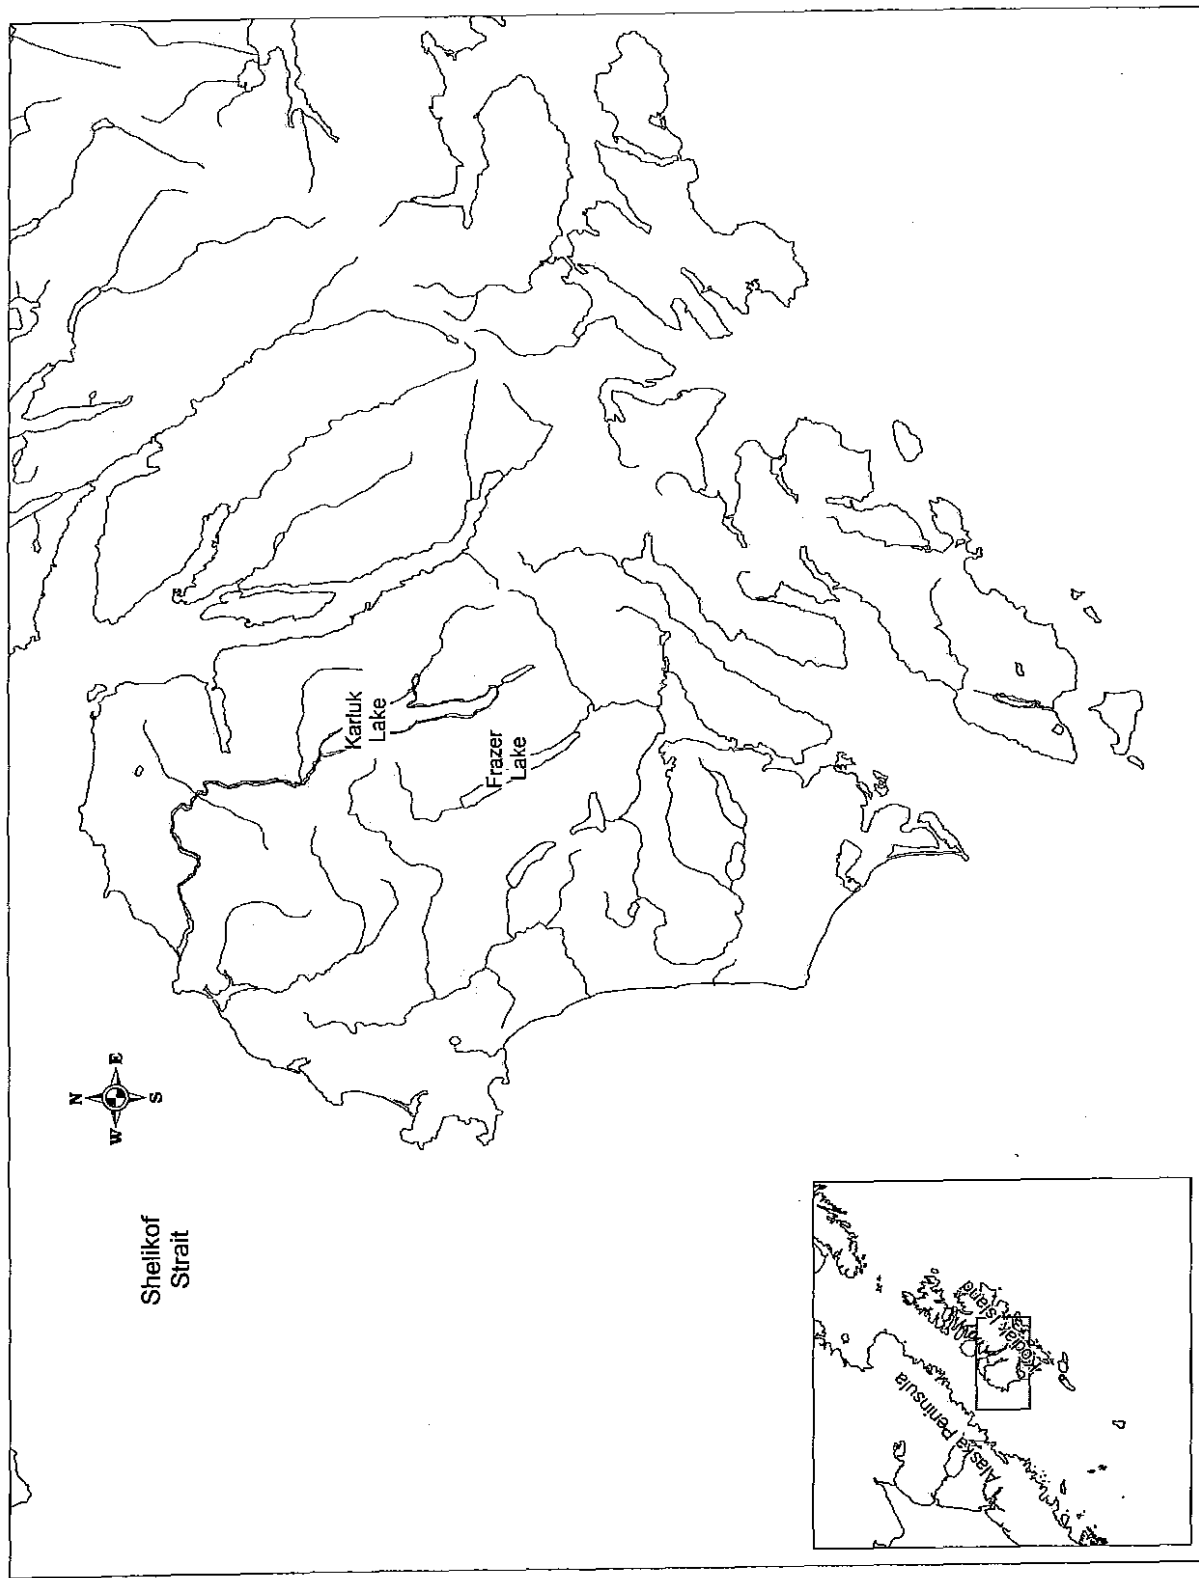 N
W
E
S
Shelikof
Strait
Karluk
Lake
Frazer
Lake
Alaska Peninsula
Kodiak Island